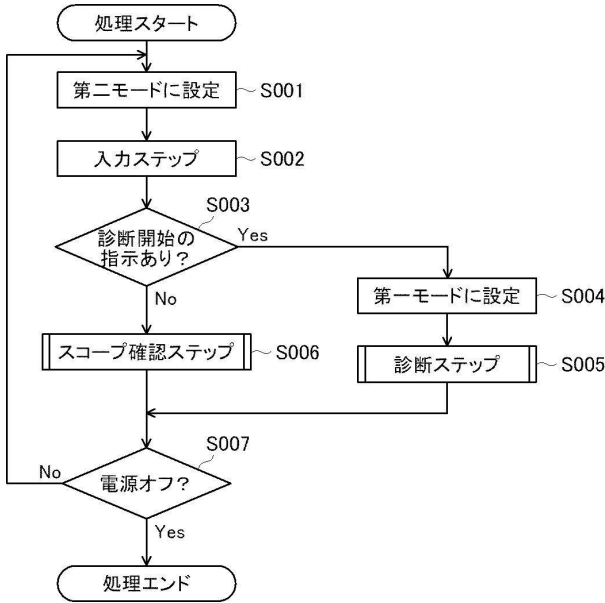 処理スタート
第二モードに設定
S001
入力ステップ
S002
S003
診断開始の
指示あり？
Yes
No
第一モードに設定
S004
スコープ確認ステップ
S006
診断ステップ
S005
S007
No
電源オフ？
Yes
処理エンド